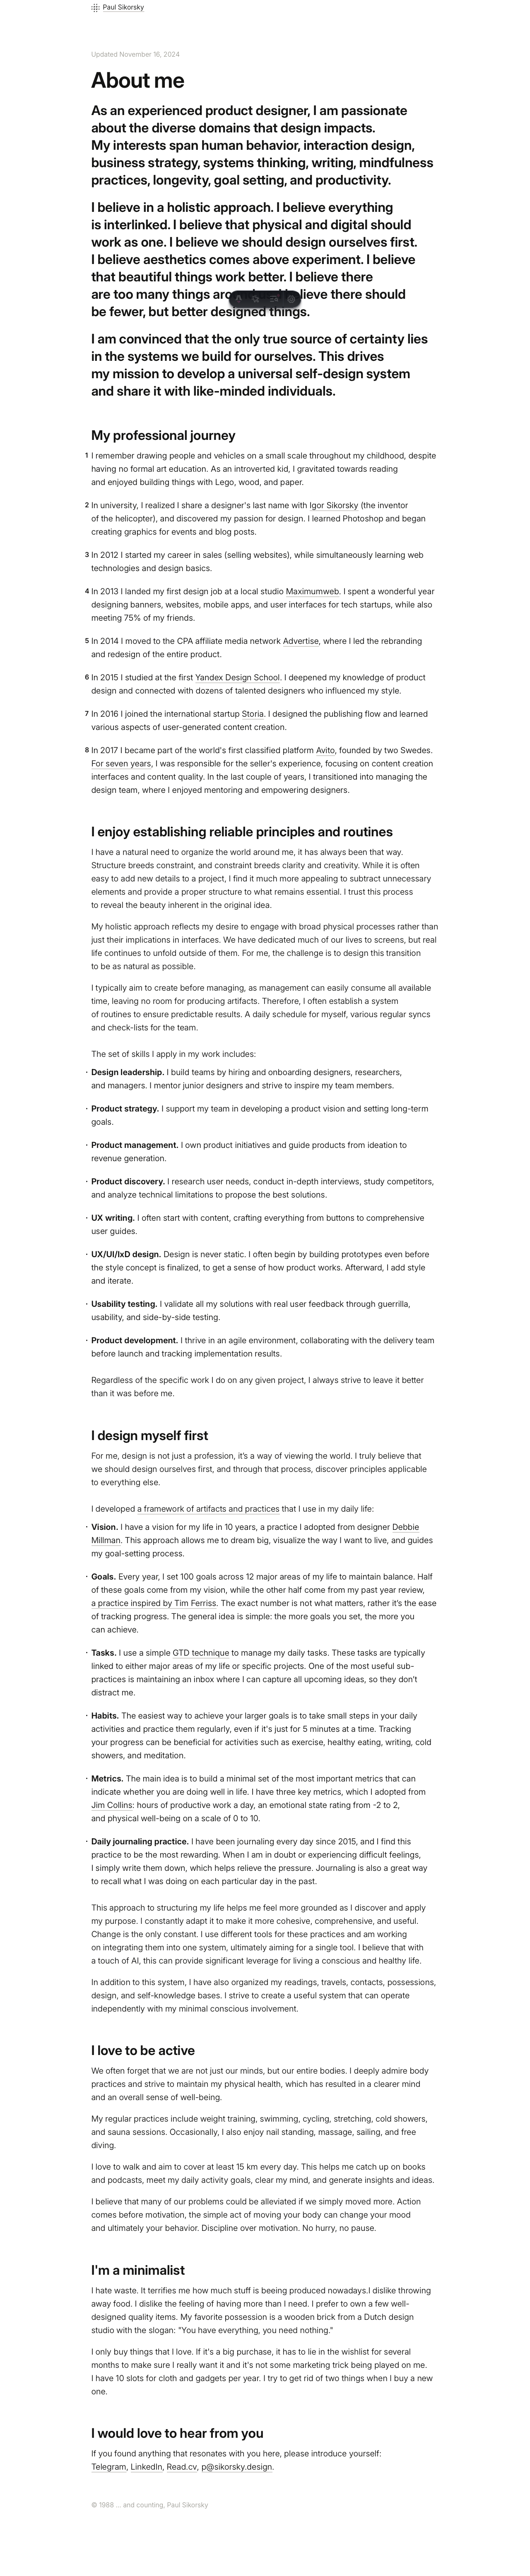 Paul Sikorsky
Updated November 16, 2024
About me
As an experienced product designer, I am passionate
about the diverse domains that design impacts.
My interests span human behavior, interaction design,
business strategy, systems thinking, writing, mindfulness
practices, longevity, goal setting, and productivity.
I believe in a holistic approach. I believe everything
is interlinked. I believe that physical and digital should
work as one. I believe we should design ourselves first.
I believe aesthetics comes above experiment. I believe
that beautiful things work better. I believe there
are too many things lieve there should
be fewer, but better designed things.
I am convinced that the only true source of certainty lies
in the systems we build for ourselves. This drives
my mission to develop a universal self-design system
and share it with like-minded individuals.
My professional journey
1 I remember drawing people and vehicles on a small scale throughout my childhood, despite
having no formal art education. As an introverted kid, I gravitated towards reading
and enjoyed building things with Lego, wood, and paper.
2 In university, I realized I share a designer's last name with Igor Sikorsky (the inventor
of the helicopter), and discovered my passion for design. I learned Photoshop and began
creating graphics for events and blog posts.
3 In 2012 I started my career in sales (selling websites), while simultaneously learning web
technologies and design basics.
4 In 2013 I landed my first design job at a local studio Maximumweb. I spent a wonderful year
designing banners, websites, mobile apps, and user interfaces for tech startups, while also
meeting 75% of my friends.
5 In 2014 I moved to the CPA affiliate media network Advertise, where I led the rebranding
and redesign of the entire product.
6 In 2015 I studied at the first Yandex Design School. I deepened my knowledge of product
design and connected with dozens of talented designers who influenced my style.
7 In 2016 I joined the international startup Storia. I designed the publishing flow and learned
various aspects of user-generated content creation.
8 In 2017 I became part of the world's first classified platform Avito, founded by two Swedes.
For seven years, I was responsible for the seller's experience, focusing on content creation
interfaces and content quality. In the last couple of years, I transitioned into managing the
design team, where I enjoyed mentoring and empowering designers.
I enjoy establishing reliable principles and routines
I have a natural need to organize the world around me, it has always been that way.
Structure breeds constraint, and constraint breeds clarity and creativity. While it is often
easy to add new details to a project, I find it much more appealing to subtract unnecessary
elements and provide a proper structure to what remains essential. I trust this process
to reveal the beauty inherent in the original idea.
My holistic approach reflects my desire to engage with broad physical processes rather than
just their implications in interfaces. We have dedicated much of our lives to screens, but real
life continues to unfold outside of them. For me, the challenge is to design this transition
to be as natural as possible.
I typically aim to create before managing, as management can easily consume all available
time, leaving no room for producing artifacts. Therefore, I often establish a system
of routines to ensure predictable results. A daily schedule for myself, various regular syncs
and check-lists for the team.
The set of skills I apply in my work includes:
· Design leadership. I build teams by hiring and onboarding designers, researchers,
and managers. I mentor junior designers and strive to inspire my team members.
· Product strategy. I support my team in developing a product vision and setting long-term
goals.
· Product management. I own product initiatives and guide products from ideation to
revenue generation.
· Product discovery. I research user needs, conduct in-depth interviews, study competitors,
and analyze technical limitations to propose the best solutions.
· UX writing. I often start with content, crafting everything from buttons to comprehensive
user guides.
· UX/UI/IxD design. Design is never static. I often begin by building prototypes even before
the style concept is finalized, to get a sense of how product works. Afterward, I add style
and iterate.
· Usability testing. I validate all my solutions with real user feedback through guerrilla,
usability, and side-by-side testing.
· Product development. I thrive in an agile environment, collaborating with the delivery team
before launch and tracking implementation results.
Regardless of the specific work I do on any given project, I always strive to leave it better
than it was before me.
I design myself first
For me, design is not just a profession, it's a way of viewing the world. I truly believe that
we should design ourselves first, and through that process, discover principles applicable
to everything else.
I developed a framework of artifacts and practices that I use in my daily life:
· Vision. I have a vision for my life in 10 years, a practice I adopted from designer Debbie
Millman. This approach allows me to dream big, visualize the way I want to live, and guides
my goal-setting process.
· Goals. Every year, I set 100 goals across 12 major areas of my life to maintain balance. Half
of these goals come from my vision, while the other half come from my past year review,
a practice inspired by Tim Ferriss. The exact number is not what matters, rather it's the ease
of tracking progress. The general idea is simple: the more goals you set, the more you
can achieve.
· Tasks. I use a simple GTD technique to manage my daily tasks. These tasks are typically
linked to either major areas of my life or specific projects. One of the most useful sub-
practices is maintaining an inbox where I can capture all upcoming ideas, so they don't
distract me.
· Habits. The easiest way to achieve your larger goals is to take small steps in your daily
activities and practice them regularly, even if it's just for 5 minutes at a time. Tracking
your progress can be beneficial for activities such as exercise, healthy eating, writing, cold
showers, and meditation.
· Metrics. The main idea is to build a minimal set of the most important metrics that can
indicate whether you are doing well in life. I have three key metrics, which I adopted from
Jim Collins: hours of productive work a day, an emotional state rating from -2 to 2,
and physical well-being on a scale of 0 to 10.
· Daily journaling practice. I have been journaling every day since 2015, and I find this
practice to be the most rewarding. When I am in doubt or experiencing difficult feelings,
I simply write them down, which helps relieve the pressure. Journaling is also a great way
to recall what I was doing on each particular day in the past.
This approach to structuring my life helps me feel more grounded as I discover and apply
my purpose. I constantly adapt it to make it more cohesive, comprehensive, and useful.
Change is the only constant. I use different tools for these practices and am working
on integrating them into one system, ultimately aiming for a single tool. I believe that with
a touch of AI, this can provide significant leverage for living a conscious and healthy life.
In addition to this system, I have also organized my readings, travels, contacts, possessions,
design, and self-knowledge bases. I strive to create a useful system that can operate
independently with my minimal conscious involvement.
I love to be active
We often forget that we are not just our minds, but our entire bodies. I deeply admire body
practices and strive to maintain my physical health, which has resulted in a clearer mind
and an overall sense of well-being.
My regular practices include weight training, swimming, cycling, stretching, cold showers,
and sauna sessions. Occasionally, I also enjoy nail standing, massage, sailing, and free
diving.
I love to walk and aim to cover at least 15 km every day. This helps me catch up on books
and podcasts, meet my daily activity goals, clear my mind, and generate insights and ideas.
I believe that many of our problems could be alleviated if we simply moved more. Action
comes before motivation, the simple act of moving your body can change your mood
and ultimately your behavior. Discipline over motivation. No hurry, no pause.
I'm a minimalist
I hate waste. It terrifies me how much stuff is beeing produced nowadays.I dislike throwing
away food. I dislike the feeling of having more than I need. I prefer to own a few well-
designed quality items. My favorite possession is a wooden brick from a Dutch design
studio with the slogan: "You have everything, you need nothing."
I only buy things that I love. If it's a big purchase, it has to lie in the wishlist for several
months to make sure I really want it and it's not some marketing trick being played on me.
I have 10 slots for cloth and gadgets per year. I try to get rid of two things when I buy a new
one.
I would love to hear from you
If you found anything that resonates with you here, please introduce yourself:
Telegram, LinkedIn, Read.cv, p@sikorsky.design.
© 1988 ... and counting, Paul Sikorsky